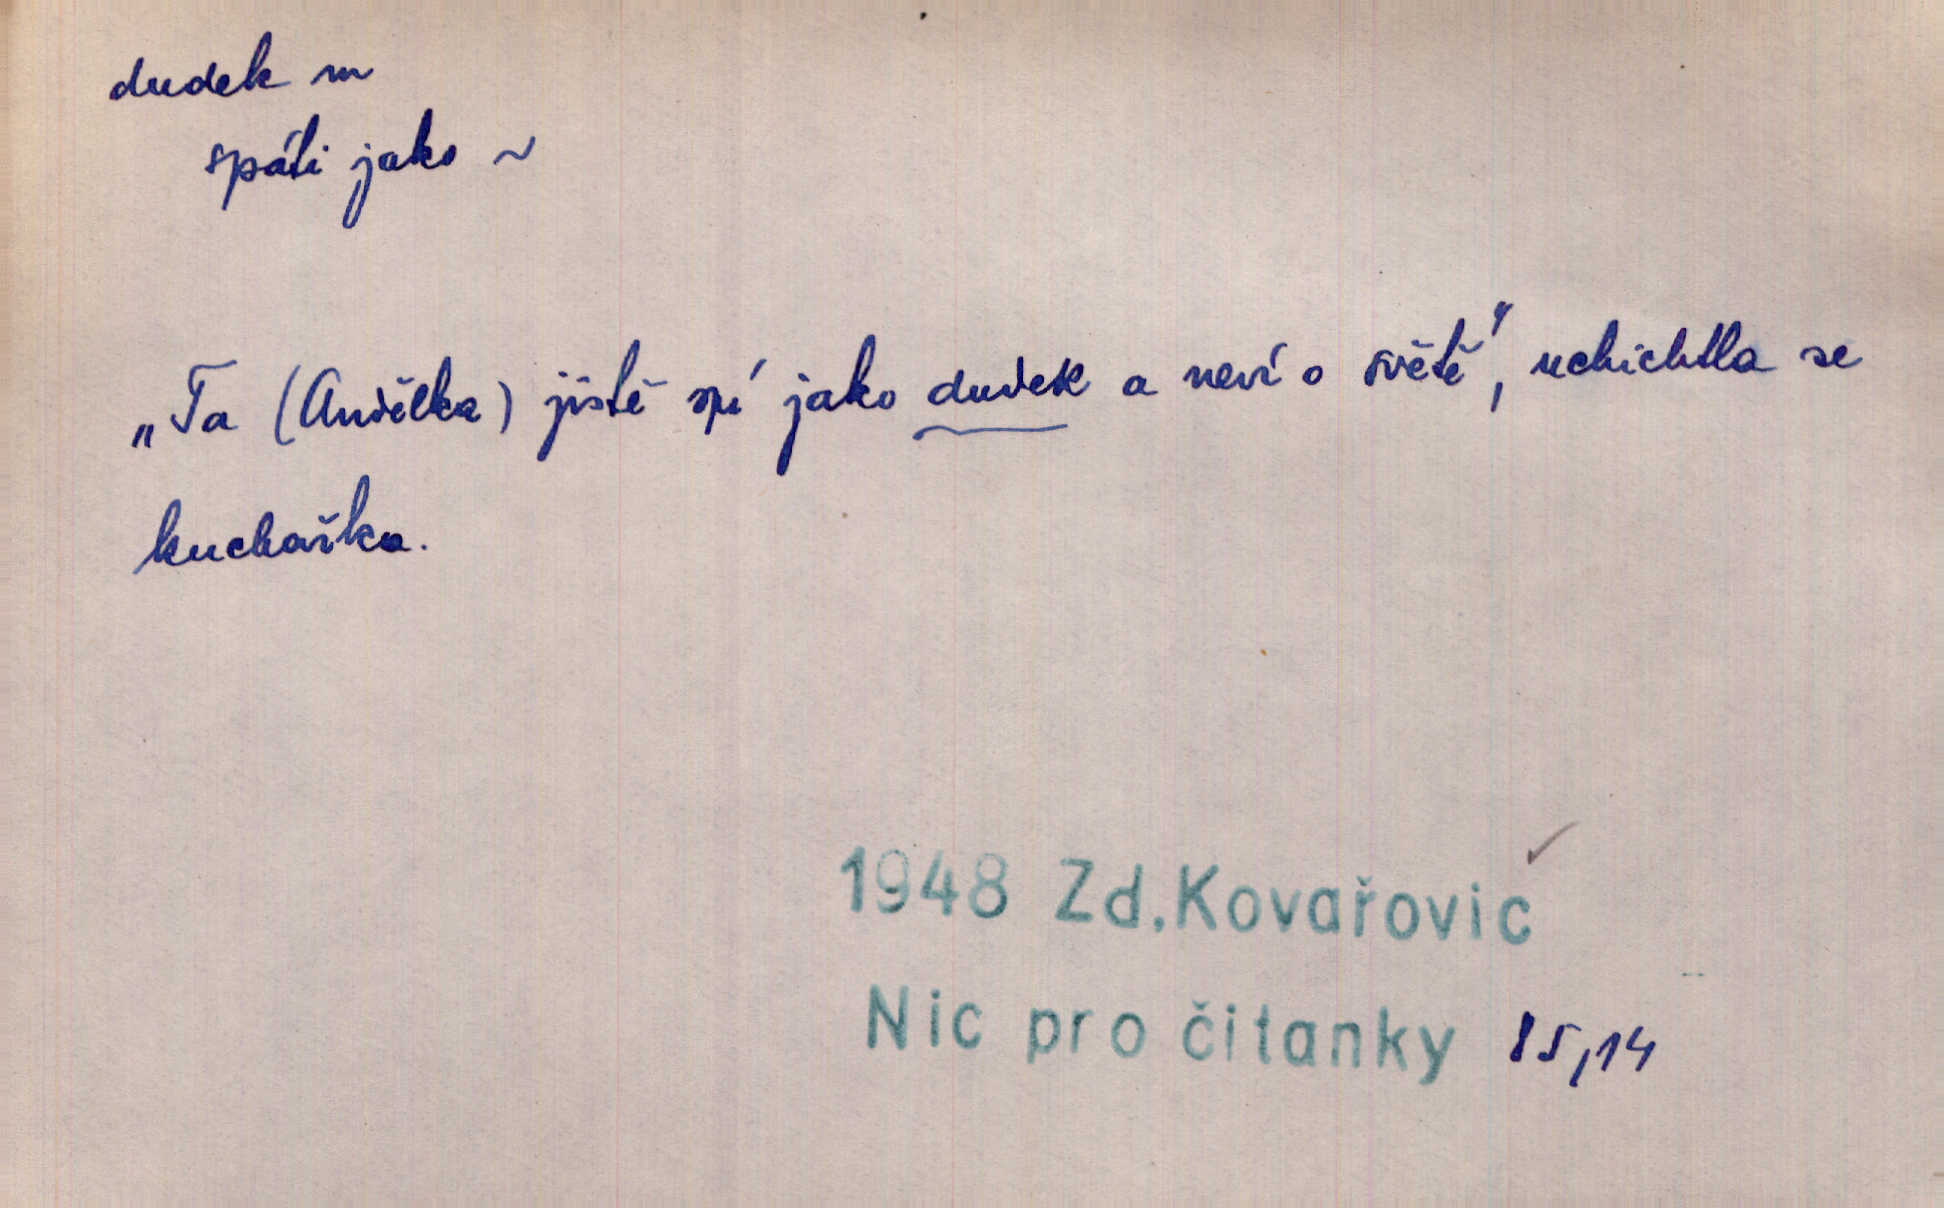 dudek m
spáti jako ~
„Ta (Andělka) jistě spí jako dudek a neví o světě", uchichtla se
kuchařka.
1948 Zd.Kovařovic
Nic pro čitanky 85,14